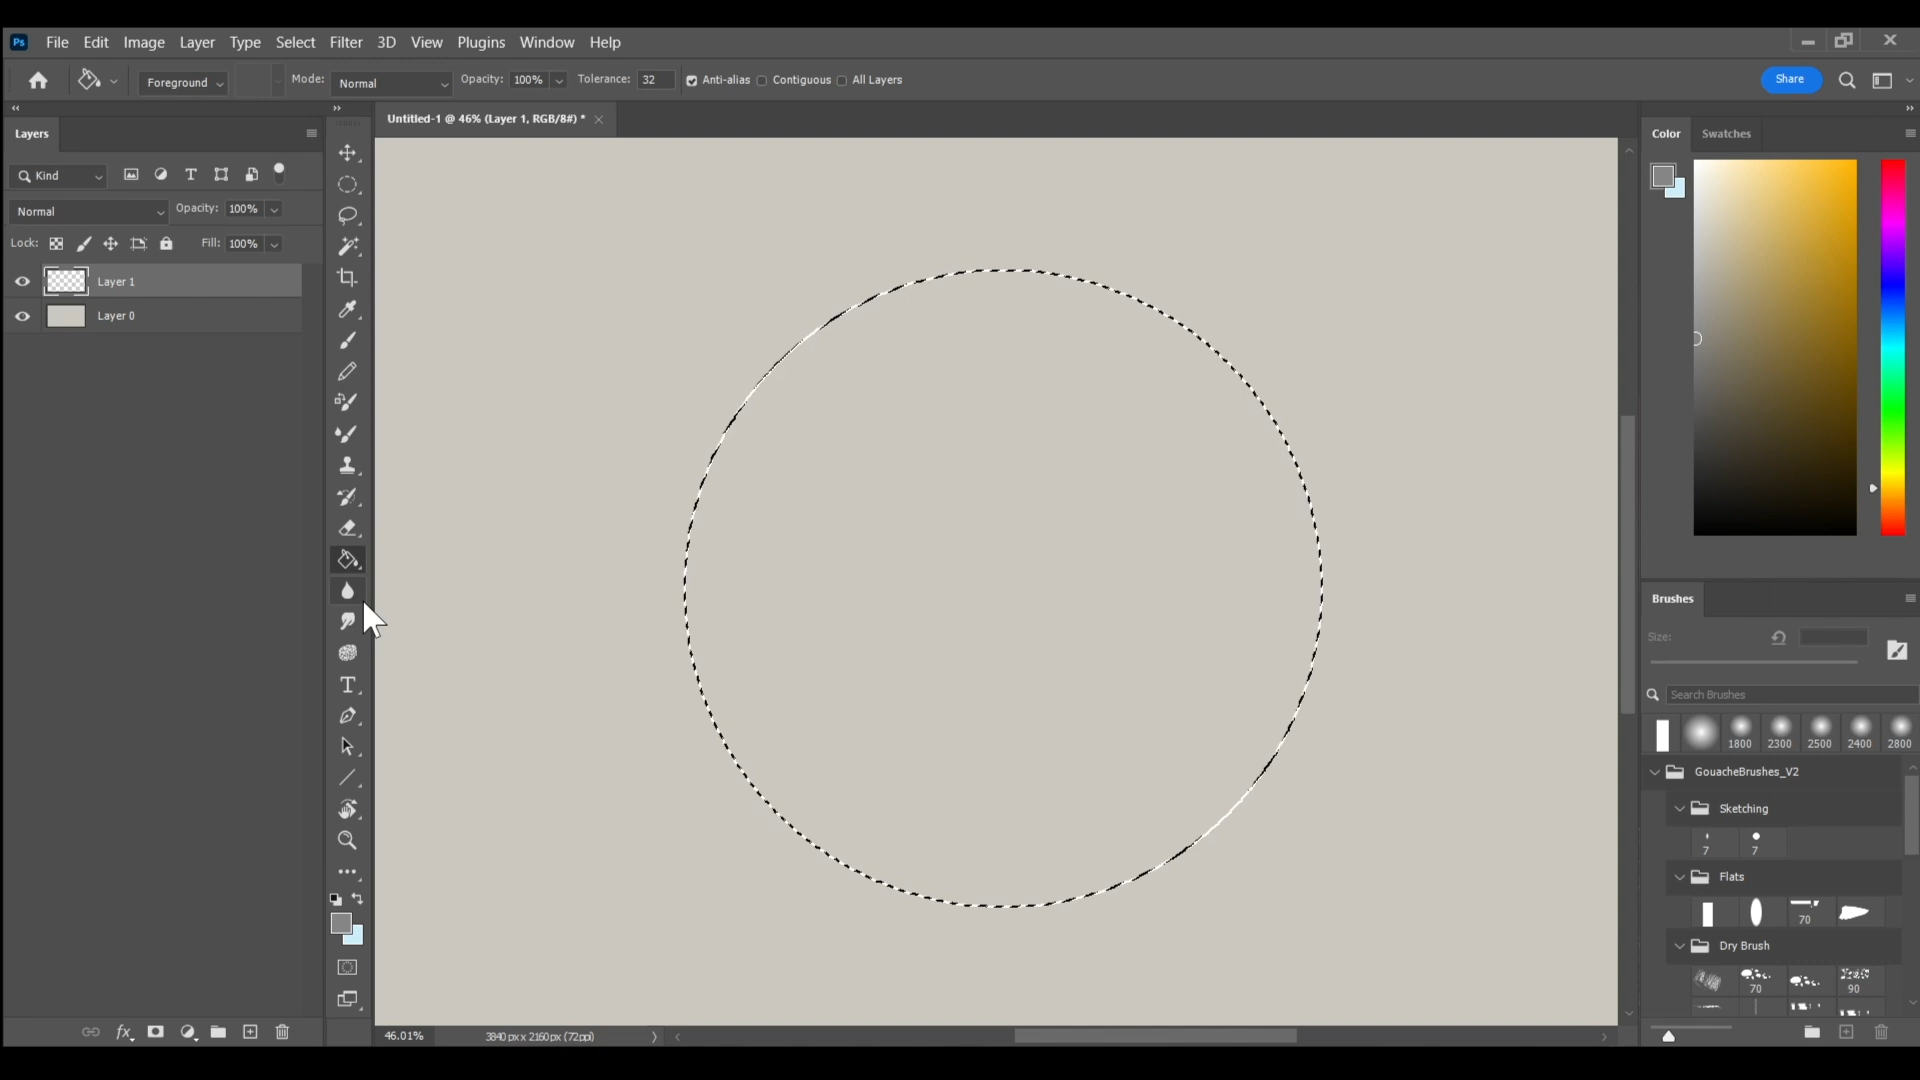 Ps File Edit Image Layer Type Select Filter 3D View Plugins Window Help
Foreground Mode: Normal Opacity: 100% Tolerance: 32 Anti-alias Contiguous All Layers Share
Layers
Untitled-1 @ 46% (Layer 1, RGB/8#) *
Color Swatches
Kind
Normal Opacity: 100%
Lock: Fill: 100%
Layer 1
Layer 0
Brushes
Size:
Search Brushes
1800 2300 2500 2400 2800
GouacheBrushes_V2
Sketching
7 7
Flats
70
Dry Brush
70 90
fx
46.01% 3840 px x 2160 px (72 ppi)